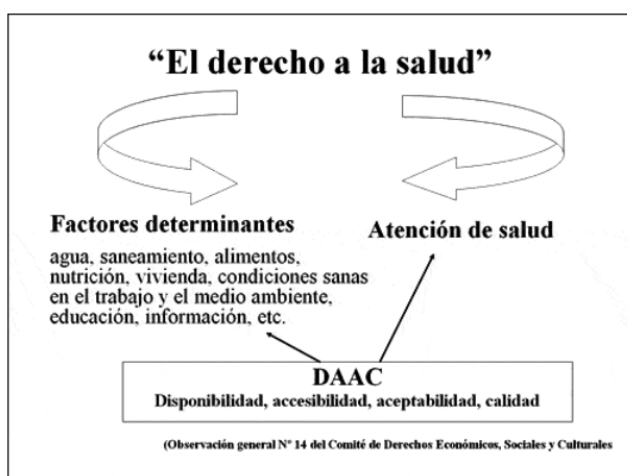 “El derecho a la salud”
Factores determinantes
agua, saneamiento, alimentos,
nutrición, vivienda, condiciones sanas
en el trabajo y el medio ambiente,
educación, información, etc.
Atención de salud
DAAC
Disponibilidad, accesibilidad, aceptabilidad, calidad
(Observación general Nº 14 del Comité de Derechos Económicos, Sociales y Culturales